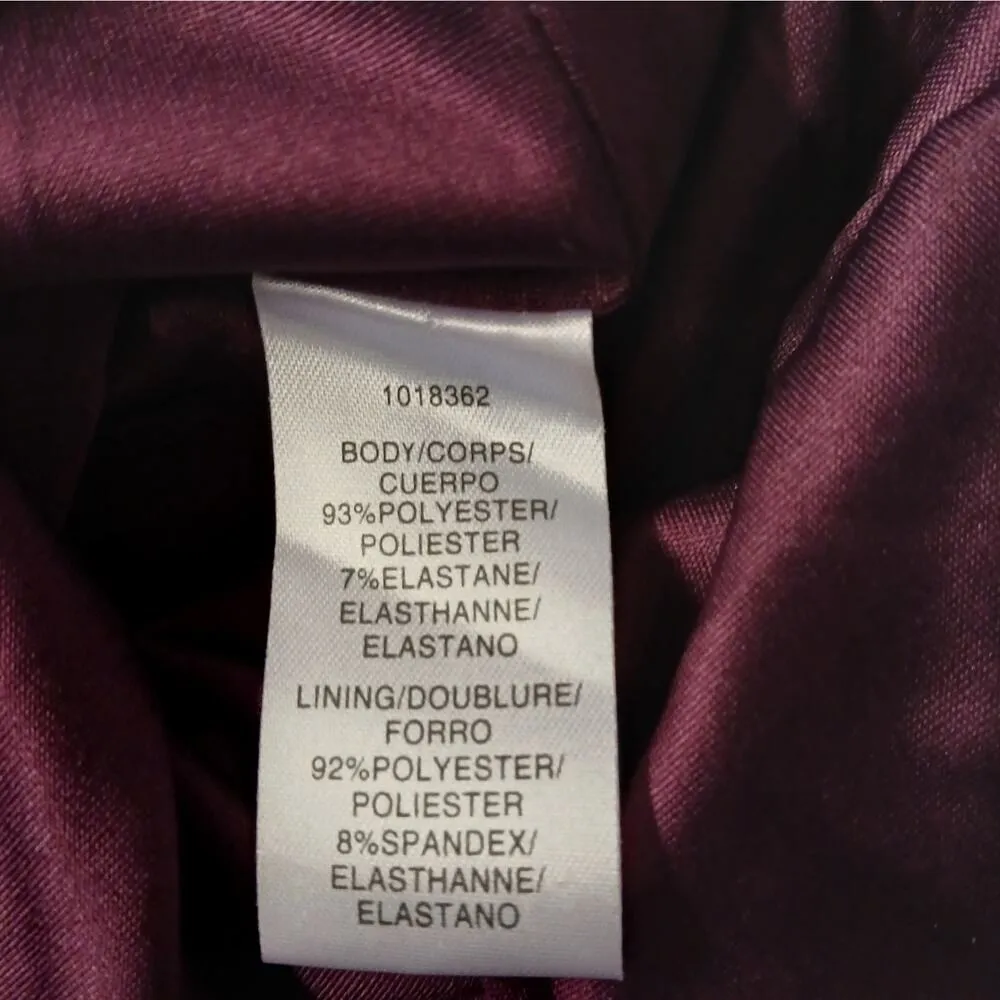 1018362
BODY/CORPS/
CUERPO
93%POLYESTER/
POLIESTER
7%ELASTANE/
ELASTHANNE/
ELASTANO
LINING/DOUBLURE/
FORRO
92%POLYESTER/
POLIESTER
8%SPANDEX/
ELASTHANNE/
ELASTANO